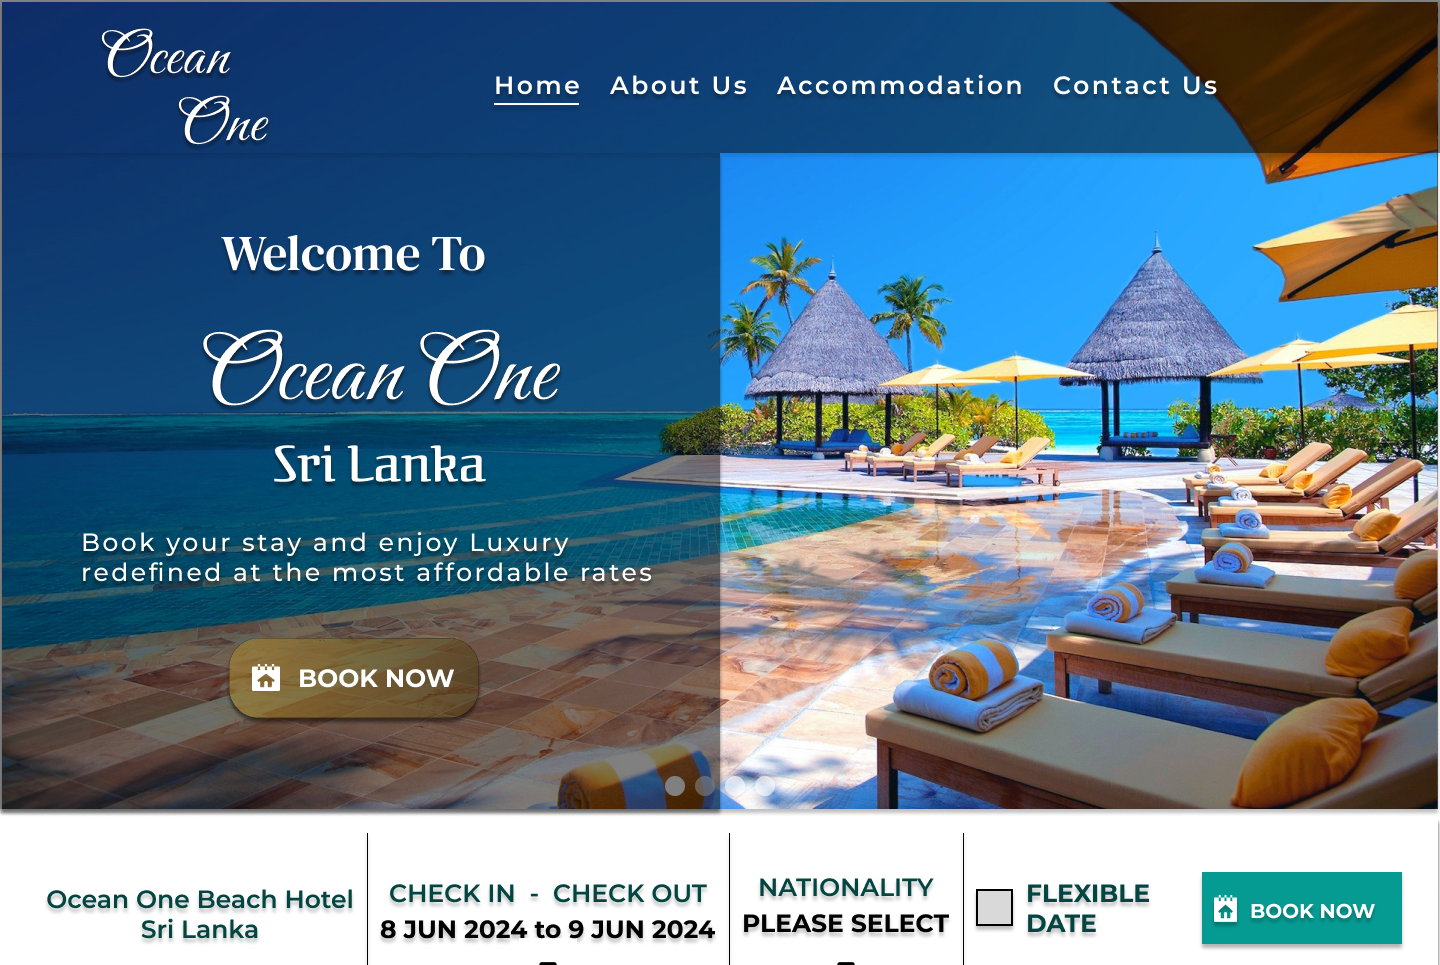 Ocean
One
Home About Us Accommodation Contact Us
Welcome To
Ocean One
Sri Lanka
Book your stay and enjoy Luxury
redefined at the most affordable rates
BOOK NOW
Ocean One Beach Hotel
Sri Lanka
CHECK IN - CHECK OUT
8 JUN 2024 to 9 JUN 2024
NATIONALITY
PLEASE SELECT
FLEXIBLE
DATE
BOOK NOW